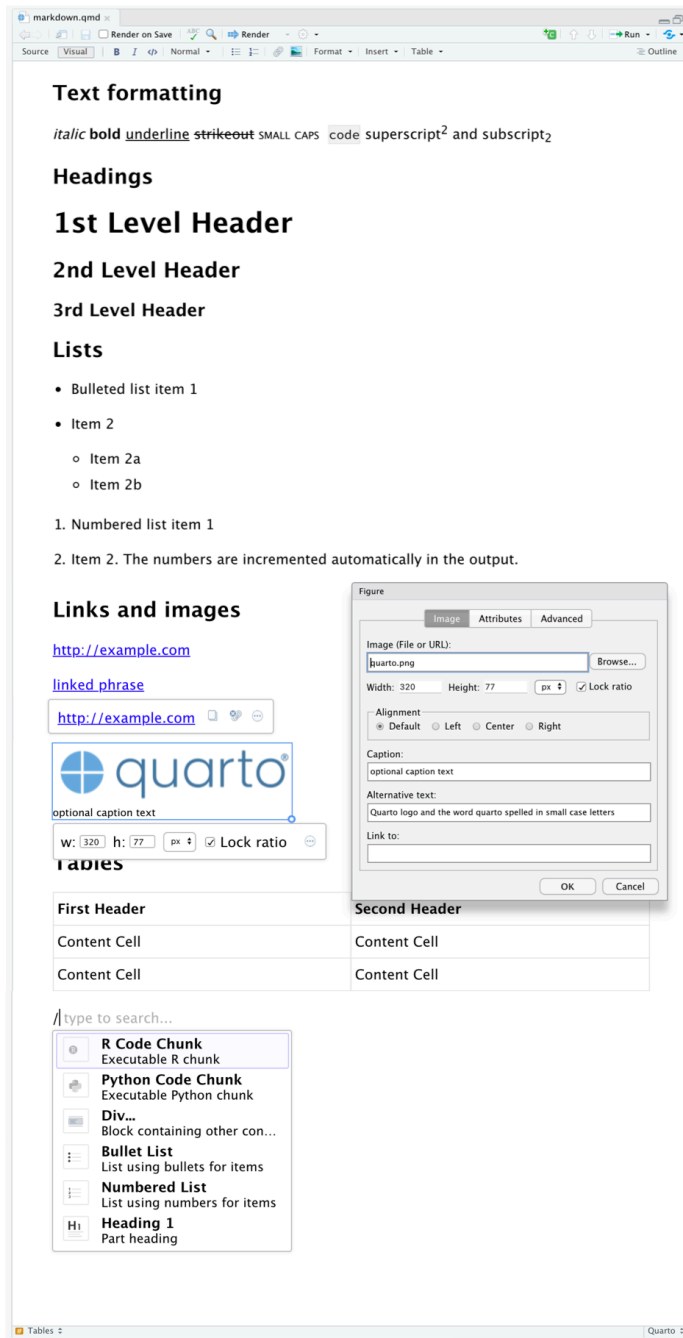 markdown.qmd
Render on Save
ABC
Render
Run
Source
Visual
B
I
</>
Normal
Format
Insert
Table
Outline
Text formatting
italic bold underline strikeout SMALL CAPS code superscript2 and subscript2
Headings
1st Level Header
2nd Level Header
3rd Level Header
Lists
• Bulleted list item 1
• Item 2
Item 2a
Item 2b
1. Numbered list item 1
2. Item 2. The numbers are incremented automatically in the output.
Links and images
http://example.com
linked phrase
http://example.com
quarto®
optional caption text
w: 320 h: 77 px Lock ratio
Figure
Image
Attributes
Advanced
Image (File or URL):
quarto.png
Browse...
Width: 320 Height: 77 px Lock ratio
Alignment
Default Left Center Right
Caption:
optional caption text
Alternative text:
Quarto logo and the word quarto spelled in small case letters
Link to:
OK
Cancel
Tables
First Header Second Header
Content Cell Content Cell
Content Cell Content Cell
/type to search...
R Code Chunk
Executable R chunk
Python Code Chunk
Executable Python chunk
Div...
Block containing other con...
Bullet List
List using bullets for items
Numbered List
List using numbers for items
H1 Heading 1
Part heading
Tables
Quarto